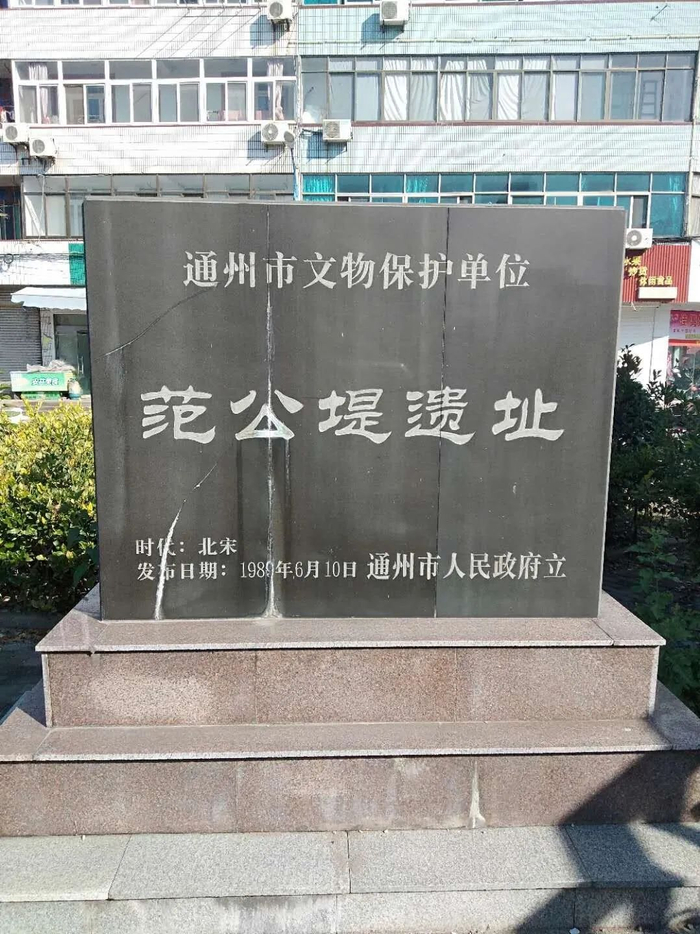 通州市文物保护单位
范公堤遗址
时代：北宋
发布日期：1989年6月10日 通州市人民政府立